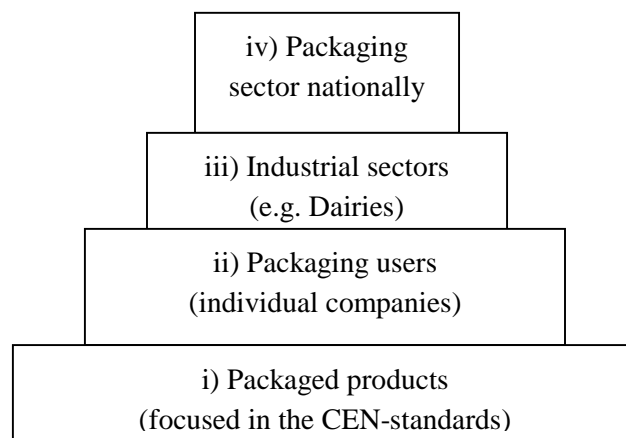 iv) Packaging
sector nationally
iii) Industrial sectors
(e.g. Dairies)
ii) Packaging users
(individual companies)
i) Packaged products
(focused in the CEN-standards)